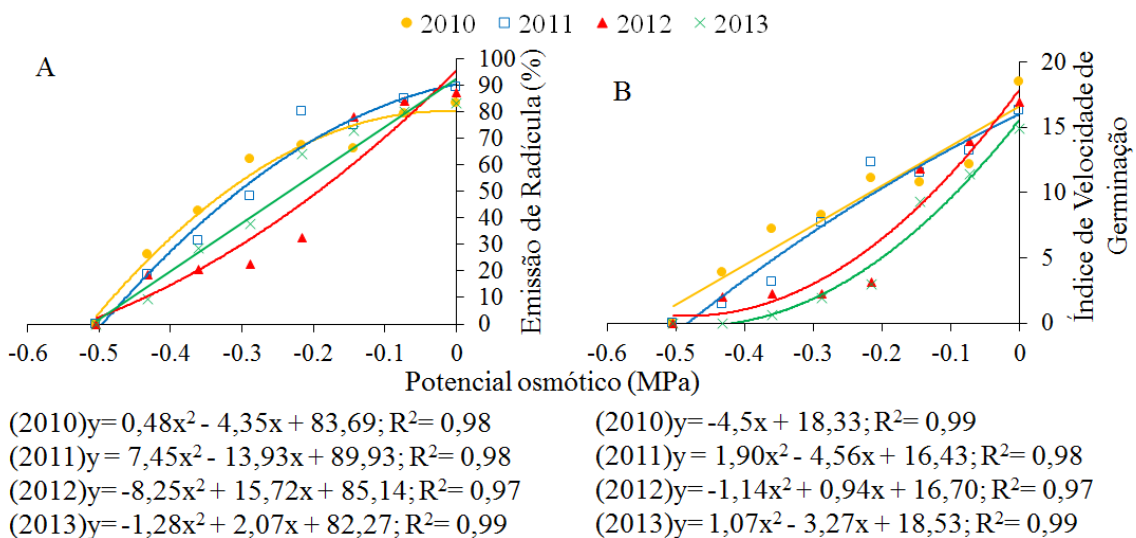 2010 2011 2012 2013
A
Emissão de Radícula (%)
100
90
80
70
60
50
40
30
20
10
0
-0.6 -0.5 -0.4 -0.3 -0.2 -0.1 0
B
Índice de Velocidade de
Germinação
20
15
10
5
0
-0.6 -0.5 -0.4 -0.3 -0.2 -0.1 0
Potencial osmótico (MPa)
(2010)y= 0,48x² - 4,35x + 83,69; R²= 0,98
(2011)y = 7,45x² - 13,93x + 89,93; R²= 0,98
(2012)y= -8,25x² + 15,72x + 85,14; R²= 0,97
(2013)y= -1,28x² + 2,07x + 82,27; R²= 0,99
(2010)y= -4,5x + 18,33; R²= 0,99
(2011)y= 1,90x² - 4,56x + 16,43; R²= 0,98
(2012)y= -1,14x² + 0,94x + 16,70; R²= 0,97
(2013)y= 1,07x² - 3,27x + 18,53; R²= 0,99